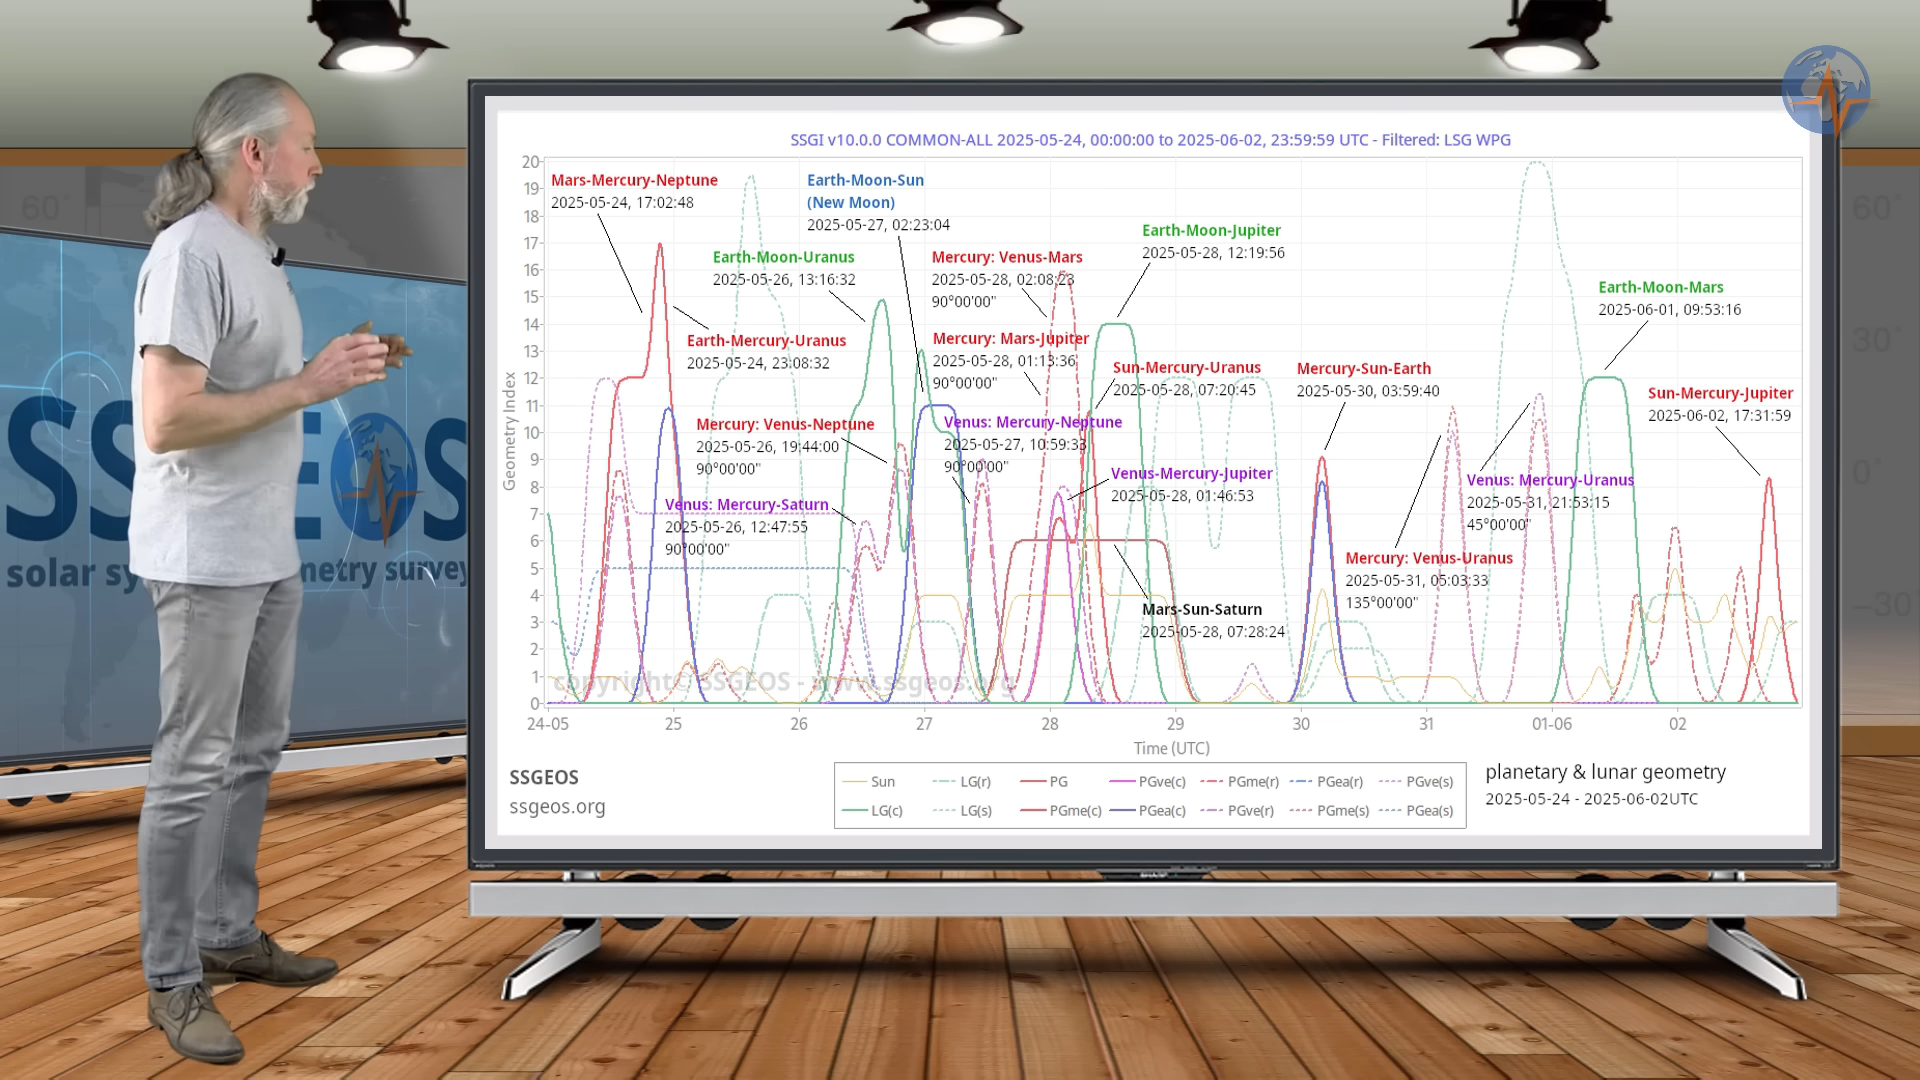 SSGI v10.0.0 COMMON-ALL 2025-05-24, 00:00:00 to 2025-06-02, 23:59:59 UTC - Filtered: LSG WPG
20
19
18
17
16
15
14
13
12
11
10
9
8
7
6
5
4
3
2
1
0
Geometry Index
Mars-Mercury-Neptune
2025-05-24, 17:02:48
Earth-Moon-Sun
(New Moon)
2025-05-27, 02:23:04
Earth-Moon-Uranus
2025-05-26, 13:16:32
Mercury: Venus-Mars
2025-05-28, 02:08:23
90°00'00"
Earth-Moon-Jupiter
2025-05-28, 12:19:56
Earth-Moon-Mars
2025-06-01, 09:53:16
Earth-Mercury-Uranus
2025-05-24, 23:08:32
Mercury: Mars-Jupiter
2025-05-28, 01:13:36
90°00'00"
Sun-Mercury-Uranus
2025-05-28, 07:20:45
Mercury-Sun-Earth
2025-05-30, 03:59:40
Sun-Mercury-Jupiter
2025-06-02, 17:31:59
Mercury: Venus-Neptune
2025-05-26, 19:44:00
90°00'00"
Venus: Mercury-Neptune
2025-05-27, 10:59:33
90°00'00"
Venus-Mercury-Jupiter
2025-05-28, 01:46:53
Venus: Mercury-Uranus
2025-05-31, 21:53:15
45°00'00"
Venus: Mercury-Saturn
2025-05-26, 12:47:55
90°00'00"
Mercury: Venus-Uranus
2025-05-31, 05:03:33
135°00'00"
Mars-Sun-Saturn
2025-05-28, 07:28:24
copyright© SSGEOS - www.ssgeos.org
24-05 25 26 27 28 29 30 31 01-06 02
Time (UTC)
SSGEOS
ssgeos.org
Sun LG(r) PG PGve(c) PGme(r) PGea(r) PGve(s)
LG(c) LG(s) PGme(c) PGea(c) PGve(r) PGme(s) PGea(s)
planetary & lunar geometry
2025-05-24 - 2025-06-02UTC
60°
60°
30°
0°
-30°